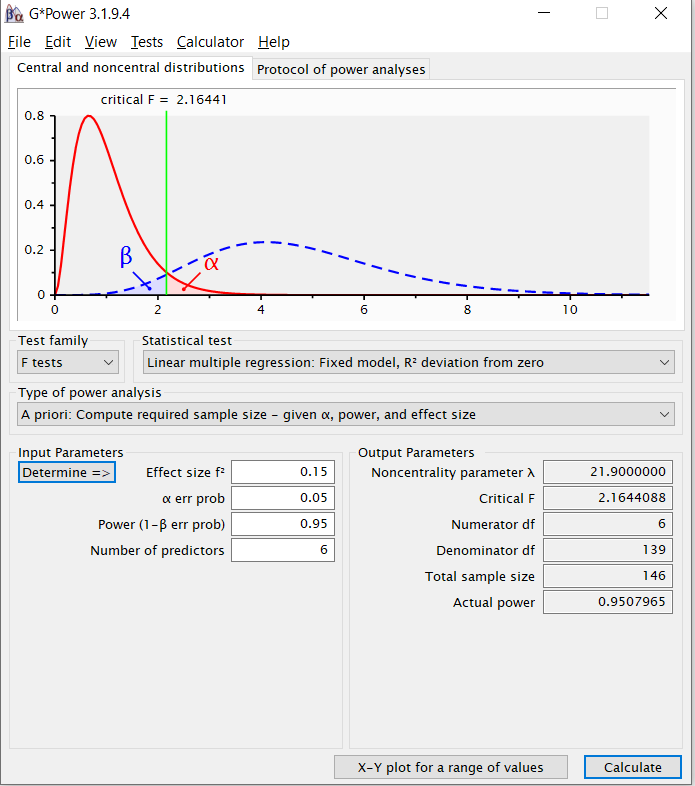 G*Power 3.1.9.4
File Edit View Tests Calculator Help
Central and noncentral distributions Protocol of power analyses
critical F = 2.16441
0.8
0.6
0.4
0.2
0
β α
0 2 4 6 8 10
Test family Statistical test
F tests Linear multiple regression: Fixed model, R² deviation from zero
Type of power analysis
A priori: Compute required sample size - given α, power, and effect size
Input Parameters Output Parameters
Determine => Effect size f² 0.15 Noncentrality parameter λ 21.9000000
α err prob 0.05 Critical F 2.1644088
Power (1-β err prob) 0.95 Numerator df 6
Number of predictors 6 Denominator df 139
Total sample size 146
Actual power 0.9507965
X-Y plot for a range of values Calculate